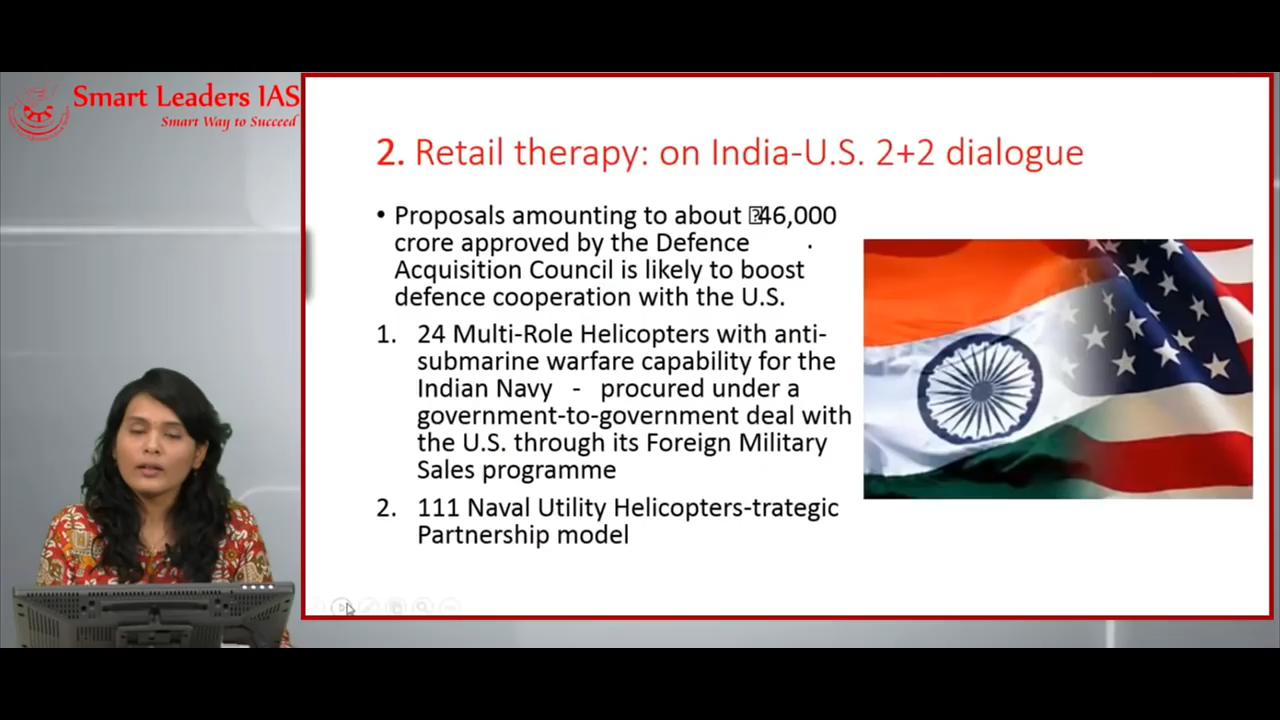 Smart Leaders IAS
Smart Way to Succeed
2. Retail therapy: on India-U.S. 2+2 dialogue
• Proposals amounting to about 46,000
crore approved by the Defence
Acquisition Council is likely to boost
defence cooperation with the U.S.
1. 24 Multi-Role Helicopters with anti-
submarine warfare capability for the
Indian Navy - procured under a
government-to-government deal with
the U.S. through its Foreign Military
Sales programme
2. 111 Naval Utility Helicopters-trategic
Partnership model